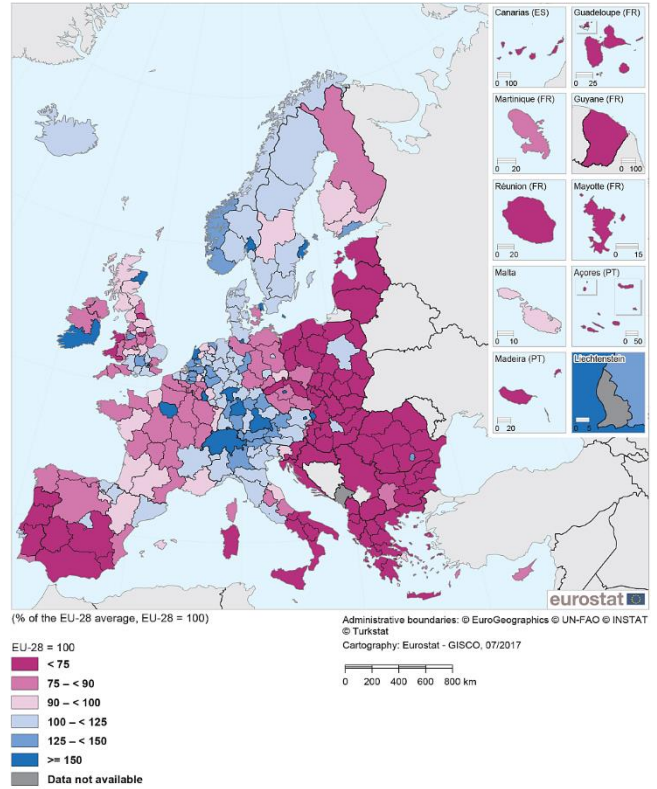 Canarias (ES)
0 100
Guadeloupe (FR)
0 25
Martinique (FR)
0 20
Guyane (FR)
0 100
Réunion (FR)
0 20
Mayotte (FR)
0 15
Malta
0 10
Açores (PT)
0 50
Madeira (PT)
0 20
Liechtenstein
0 5
eurostat
(% of the EU-28 average, EU-28 = 100)
Administrative boundaries: © EuroGeographics © UN-FAO © INSTAT
© Turkstat
Cartography: Eurostat - GISCO, 07/2017
EU-28 = 100
< 75
75 – < 90
90 – < 100
100 – < 125
125 – < 150
>= 150
Data not available
0 200 400 600 800 km